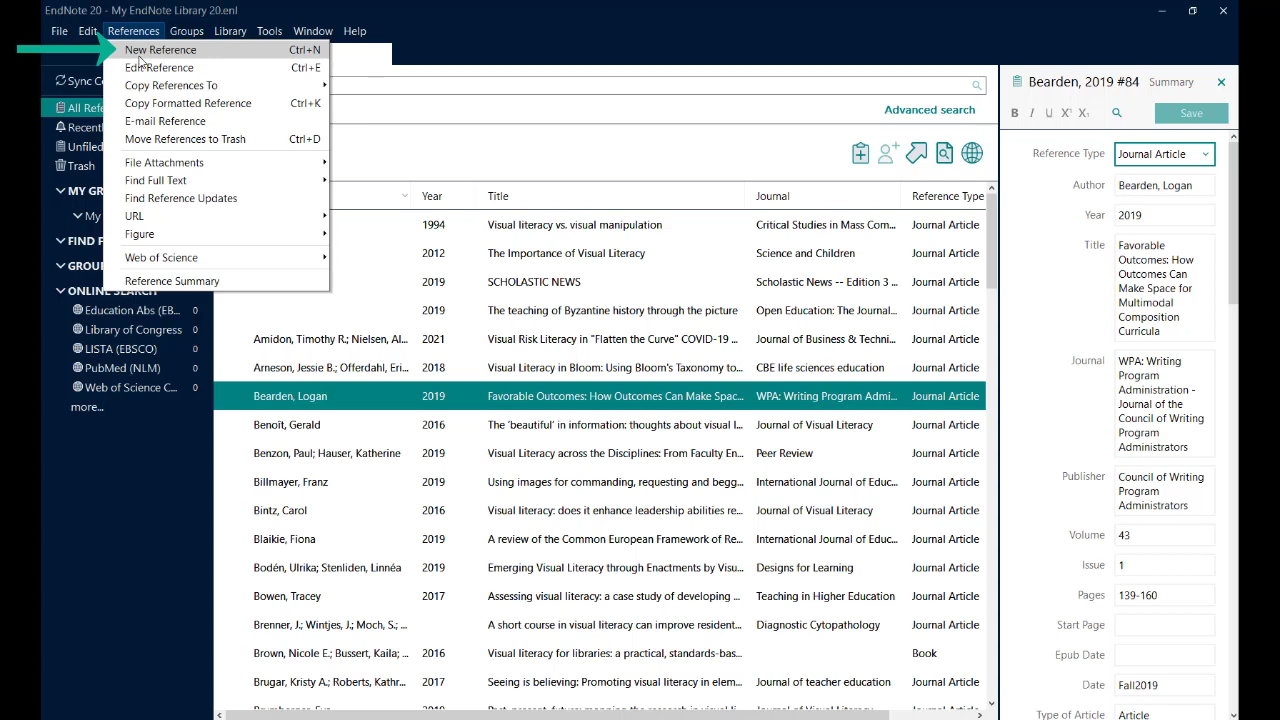 EndNote 20 - My EndNote Library 20.enl
File Edit References Groups Library Tools Window Help
New Reference Ctrl+N
Edit Reference Ctrl+E
Copy References To
Copy Formatted Reference Ctrl+K
E-mail Reference
Move References to Trash Ctrl+D
File Attachments
Find Full Text
Find Reference Updates
URL
Figure
Web of Science
Reference Summary
Sync C
All Refe
Recentl
Unfiled
Trash
MY GR
My
FIND F
GROUP
ONLINE SEARCH
Education Abs (EB... 0
Library of Congress 0
LISTA (EBSCO) 0
PubMed (NLM) 0
Web of Science C... 0
more...
Advanced search
Year Title Journal Reference Type
1994 Visual literacy vs. visual manipulation Critical Studies in Mass Com... Journal Article
2012 The Importance of Visual Literacy Science and Children Journal Article
2019 SCHOLASTIC NEWS Scholastic News -- Edition 3 ... Journal Article
2019 The teaching of Byzantine history through the picture Open Education: The Journal... Journal Article
Amidon, Timothy R.; Nielsen, Al... 2021 Visual Risk Literacy in "Flatten the Curve" COVID-19 ... Journal of Business & Techni... Journal Article
Arneson, Jessie B.; Offerdahl, Eri... 2018 Visual Literacy in Bloom: Using Bloom's Taxonomy to... CBE life sciences education Journal Article
Bearden, Logan 2019 Favorable Outcomes: How Outcomes Can Make Spac... WPA: Writing Program Admi... Journal Article
Benoît, Gerald 2016 The 'beautiful' in information: thoughts about visual l... Journal of Visual Literacy Journal Article
Benzon, Paul; Hauser, Katherine 2019 Visual Literacy across the Disciplines: From Faculty En... Peer Review Journal Article
Billmayer, Franz 2016 Using images for commanding, requesting and begg... International Journal of Educ... Journal Article
Bintz, Carol 2016 Visual literacy: does it enhance leadership abilities re... Journal of Visual Literacy Journal Article
Blaikie, Fiona 2019 A review of the Common European Framework of Re... International Journal of Educ... Journal Article
Bodén, Ulrika; Stenliden, Linnéa 2019 Emerging Visual Literacy through Enactments by Visu... Designs for Learning Journal Article
Bowen, Tracey 2017 Assessing visual literacy: a case study of developing ... Teaching in Higher Education Journal Article
Brenner, J.; Wintjes, J.; Moch, S.; ... 2019 A short course in visual literacy can improve resident... Diagnostic Cytopathology Journal Article
Brown, Nicole E.; Bussert, Kaila; ... 2016 Visual literacy for libraries: a practical, standards-bas... Book
Brugar, Kristy A.; Roberts, Kathr... 2017 Seeing is believing: Promoting visual literacy in elem... Journal of teacher education Journal Article
Bearden, 2019 #84 Summary
B I U X¹ X₁ Save
Reference Type Journal Article
Author Bearden, Logan
Year 2019
Title Favorable
Outcomes: How
Outcomes Can
Make Space for
Multimodal
Composition
Curricula
Journal WPA: Writing
Program
Administration -
Journal of the
Council of Writing
Program
Administrators
Publisher Council of Writing
Program
Administrators
Volume 43
Issue 1
Pages 139-160
Start Page
Epub Date
Date Fall2019
Type of Article Article